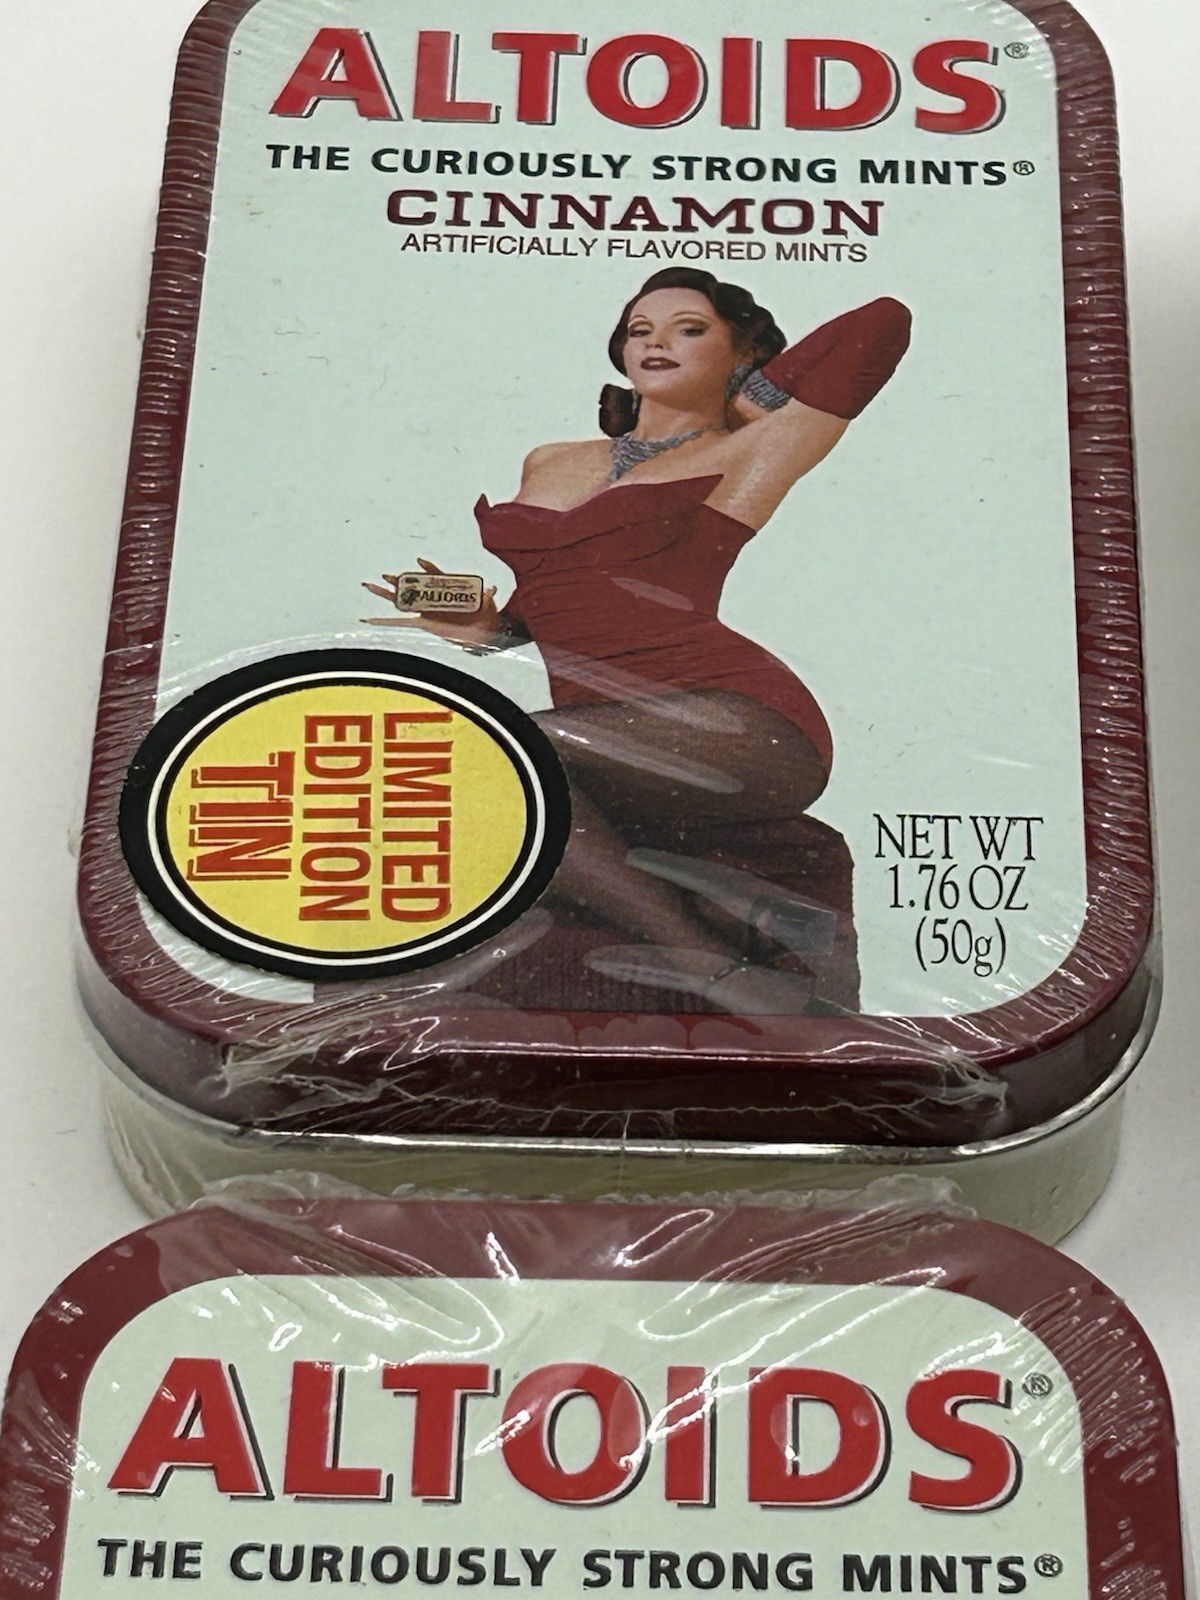 ALTOIDS®
THE CURIOUSLY STRONG MINTS®
CINNAMON
ARTIFICIALLY FLAVORED MINTS
ALTOIDS
LIMITED
EDITION
TIN
NET WT
1.76 OZ
(50g)
ALTOIDS®
THE CURIOUSLY STRONG MINTS®